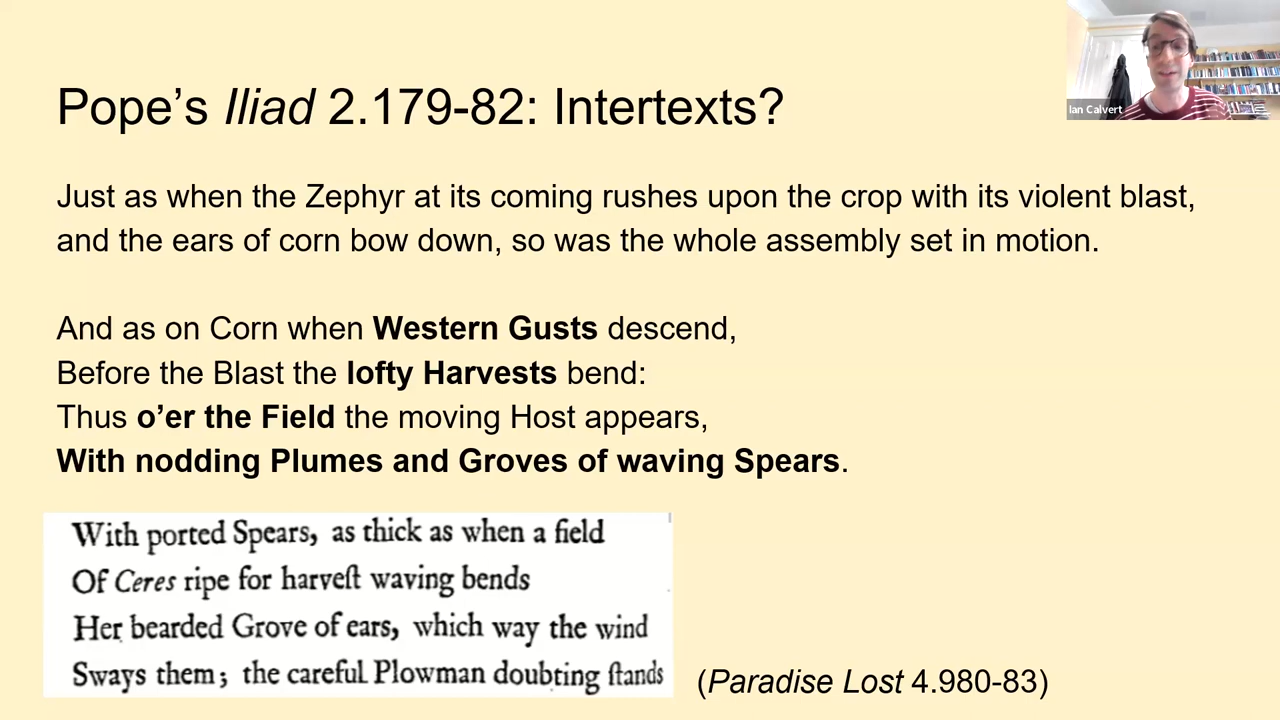 Ian Calvert
Pope’s Iliad 2.179-82: Intertexts?
Just as when the Zephyr at its coming rushes upon the crop with its violent blast,
and the ears of corn bow down, so was the whole assembly set in motion.
And as on Corn when Western Gusts descend,
Before the Blast the lofty Harvests bend:
Thus o’er the Field the moving Host appears,
With nodding Plumes and Groves of waving Spears.
With ported Spears, as thick as when a field
Of Ceres ripe for harveſt waving bends
Her bearded Grove of ears, which way the wind
Sways them; the careful Plowman doubting ſtands
(Paradise Lost 4.980-83)